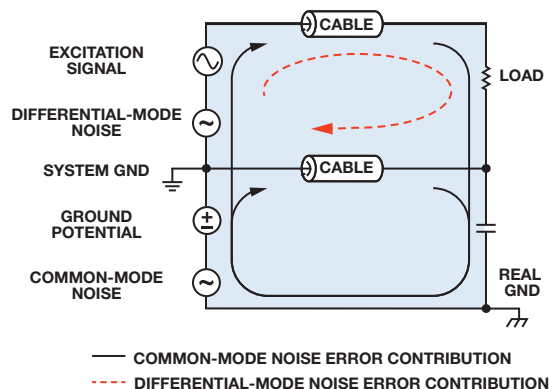 CABLE
EXCITATION
SIGNAL
LOAD
DIFFERENTIAL-MODE
NOISE
SYSTEM GND
CABLE
GROUND
POTENTIAL
COMMON-MODE
NOISE
REAL
GND
COMMON-MODE NOISE ERROR CONTRIBUTION
DIFFERENTIAL-MODE NOISE ERROR CONTRIBUTION